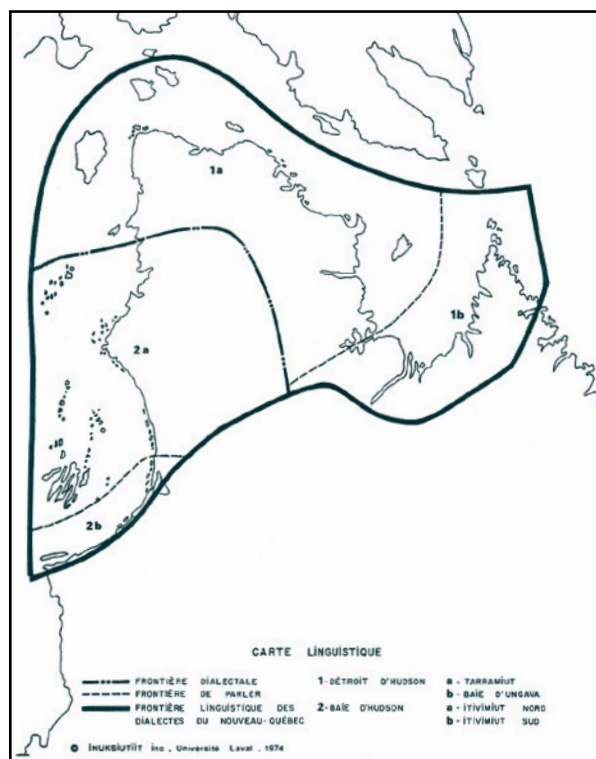 1a
1b
2a
2b
CARTE LINGUISTIQUE
FRONTIÈRE DIALECTALE
FRONTIÈRE DE PARLER
FRONTIÈRE LINGUISTIQUE DES
DIALECTES DU NOUVEAU-QUÉBEC
1-DÉTROIT D'HUDSON
2-BAIE D'HUDSON
a - TARRAMIUT
b - BAIE D'UNGAVA
a - ITIVIMIUT NORD
b - ITIVIMIUT SUD
© INUKSIUTIIT Inc, Université Laval, 1974